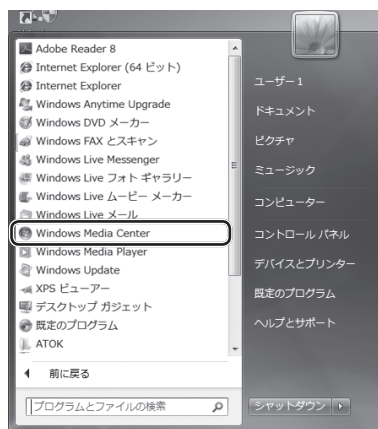 Adobe Reader 8
Internet Explorer (64 ビット)
Internet Explorer
Windows Anytime Upgrade
Windows DVD メーカー
Windows FAX とスキャン
Windows Live Messenger
Windows Live フォト ギャラリー
Windows Live ムービー メーカー
Windows Live メール
Windows Media Center
Windows Media Player
Windows Update
XPS ビューアー
デスクトップ ガジェット
既定のプログラム
ATOK
前に戻る
プログラムとファイルの検索
ユーザー1
ドキュメント
ピクチャ
ミュージック
コンピューター
コントロール パネル
デバイスとプリンター
既定のプログラム
ヘルプとサポート
シャットダウン